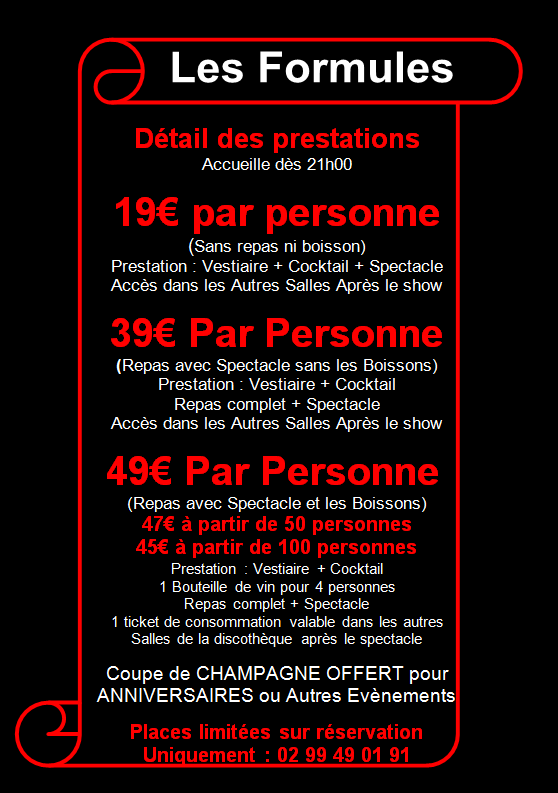 Les Formules
Détail des prestations
Accueille dès 21h00
19€ par personne
(Sans repas ni boisson)
Prestation : Vestiaire + Cocktail + Spectacle
Accès dans les Autres Salles Après le show
39€ Par Personne
(Repas avec Spectacle sans les Boissons)
Prestation : Vestiaire + Cocktail
Repas complet + Spectacle
Accès dans les Autres Salles Après le show
49€ Par Personne
(Repas avec Spectacle et les Boissons)
47€ à partir de 50 personnes
45€ à partir de 100 personnes
Prestation : Vestiaire + Cocktail
1 Bouteille de vin pour 4 personnes
Repas complet + Spectacle
1 ticket de consommation valable dans les autres
Salles de la discothèque après le spectacle
Coupe de CHAMPAGNE OFFERT pour
ANNIVERSAIRES ou Autres Evènements
Places limitées sur réservation
Uniquement : 02 99 49 01 91